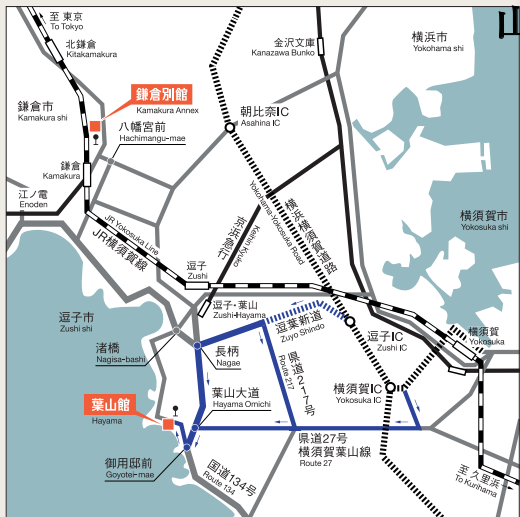 至 東京
To Tokyo
北鎌倉
Kitakamakura
金沢文庫
Kanazawa Bunko
横浜市
Yokohama shi
山
鎌倉別館
Kamakura Annex
鎌倉市
Kamakura shi
朝比奈IC
Asahina IC
八幡宮前
Hachimangu-mae
鎌倉
Kamakura
江ノ電
Enoden
横浜横須賀道路
Yokohama-Yokosuka Road
京浜急行
Keihin Kyuko
横須賀市
Yokosuka shi
JR Yokosuka Line
JR横須賀線
逗子
Zushi
逗子・葉山
Zushi-Hayama
逗子市
Zushi shi
逗葉新道
Zuyo Shindo
逗子IC
Zushi IC
横須賀
Yokosuka
渚橋
Nagisa-bashi
長柄
Nagae
県道217号
Route 217
横須賀IC
Yokosuka IC
葉山館
Hayama
葉山大道
Hayama Omichi
県道27号
横須賀葉山線
Route 27
御用邸前
Goyotei-mae
国道134号
Route 134
至 久里浜
To Kurihama